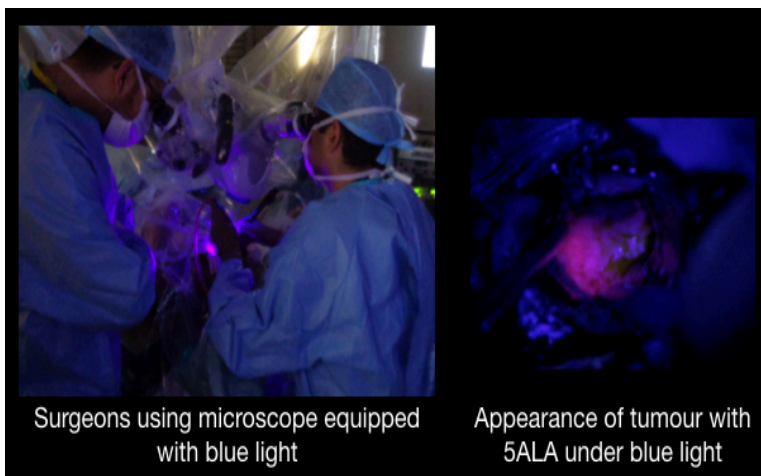 Surgeons using microscope equipped
with blue light
Appearance of tumour with
5ALA under blue light